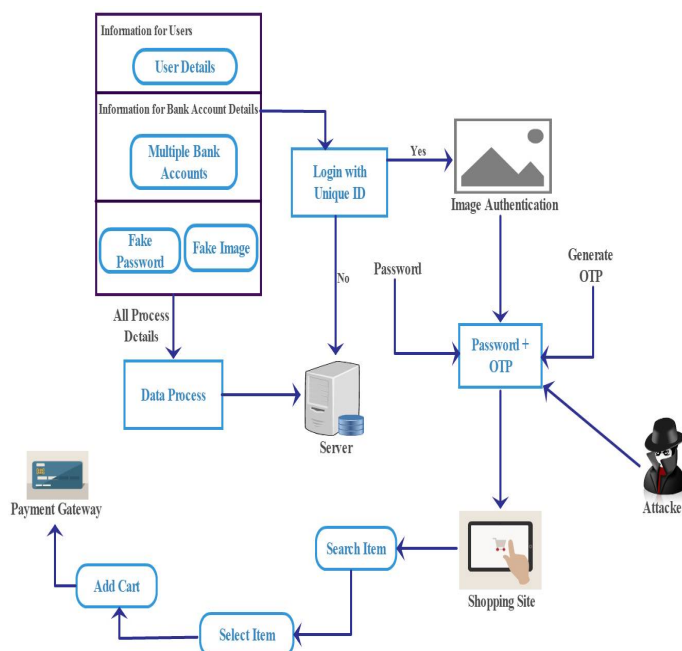 Information for Users
User Details
Information for Bank Account Details
Multiple Bank
Accounts
Fake
Password
Fake Image
All Process
Details
Data Process
Login with
Unique ID
Yes
No
Image Authentication
Server
Password
Generate
OTP
Password +
OTP
Attacke
Shopping Site
Search Item
Select Item
Add Cart
Payment Gateway